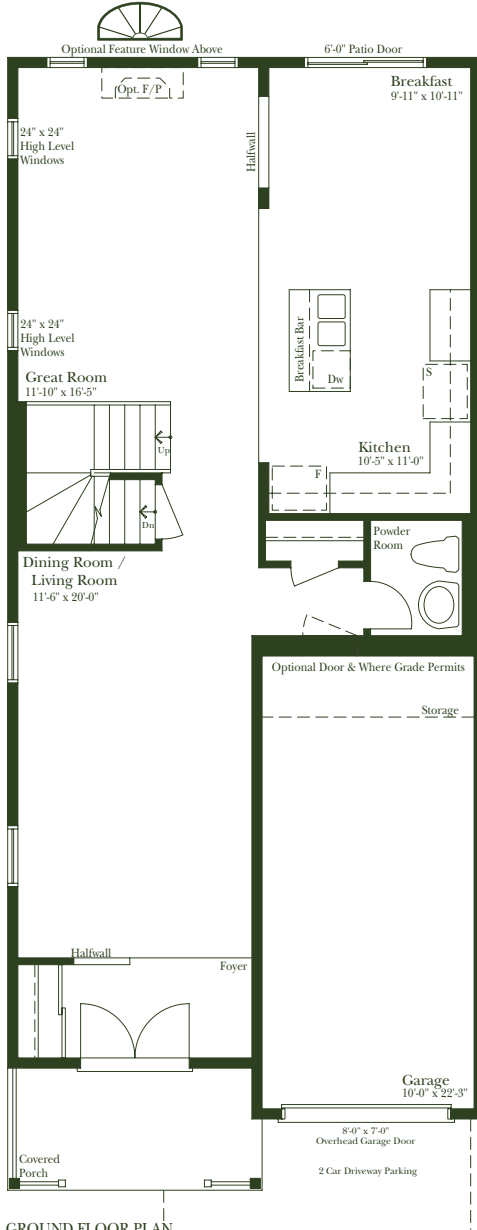 Optional Feature Window Above
6'-0" Patio Door
Opt. F/P
Breakfast
9'-11" x 10'-11"
24" x 24"
High Level
Windows
Halfwall
24" x 24"
High Level
Windows
Breakfast Bar
Dw
S
Great Room
11'-10" x 16'-5"
Up
Kitchen
10'-5" x 11'-0"
F
Dn
Powder
Room
Dining Room /
Living Room
11'-6" x 20'-0"
Optional Door & Where Grade Permits
Storage
Halfwall
Foyer
Garage
10'-0" x 22'-3"
8'-0" x 7'-0"
Overhead Garage Door
Covered
Porch
2 Car Driveway Parking
GROUND FLOOR PLAN